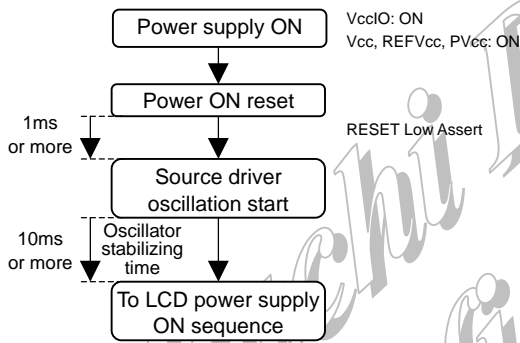 Power supply ON
VccIO: ON
Vcc, REFVcc, PVcc: ON
Power ON reset
1ms
or more
RESET Low Assert
Source driver
oscillation start
10ms
or more
Oscillator
stabilizing
time
To LCD power supply
ON sequence